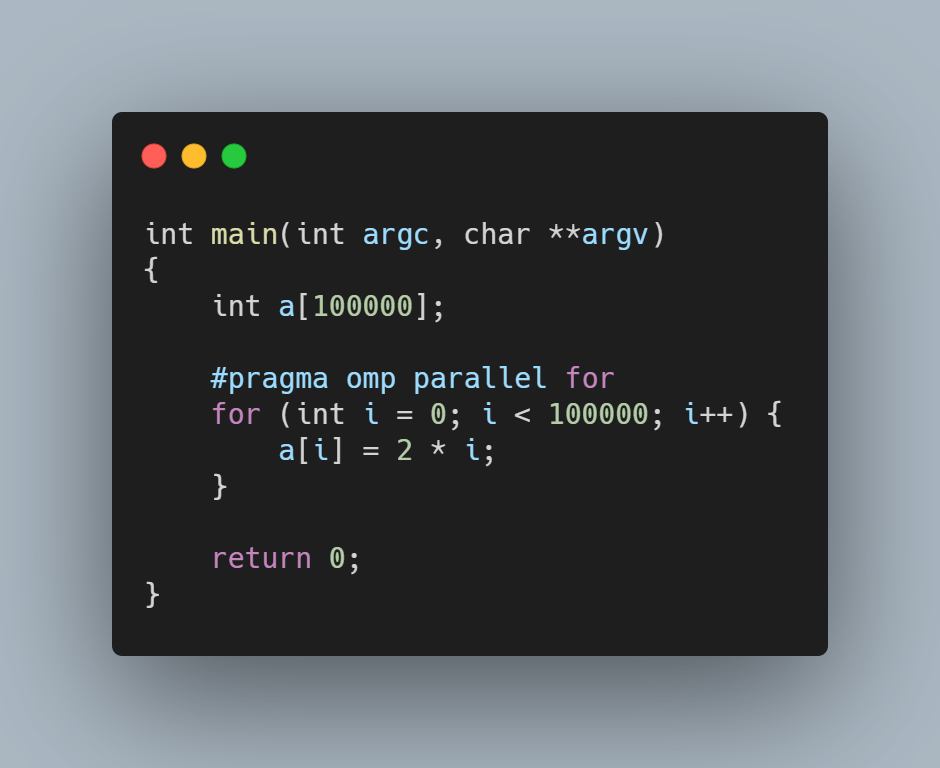 int main(int argc, char **argv)
{
    int a[100000];

    #pragma omp parallel for
    for (int i = 0; i < 100000; i++) {
        a[i] = 2 * i;
    }

    return 0;
}